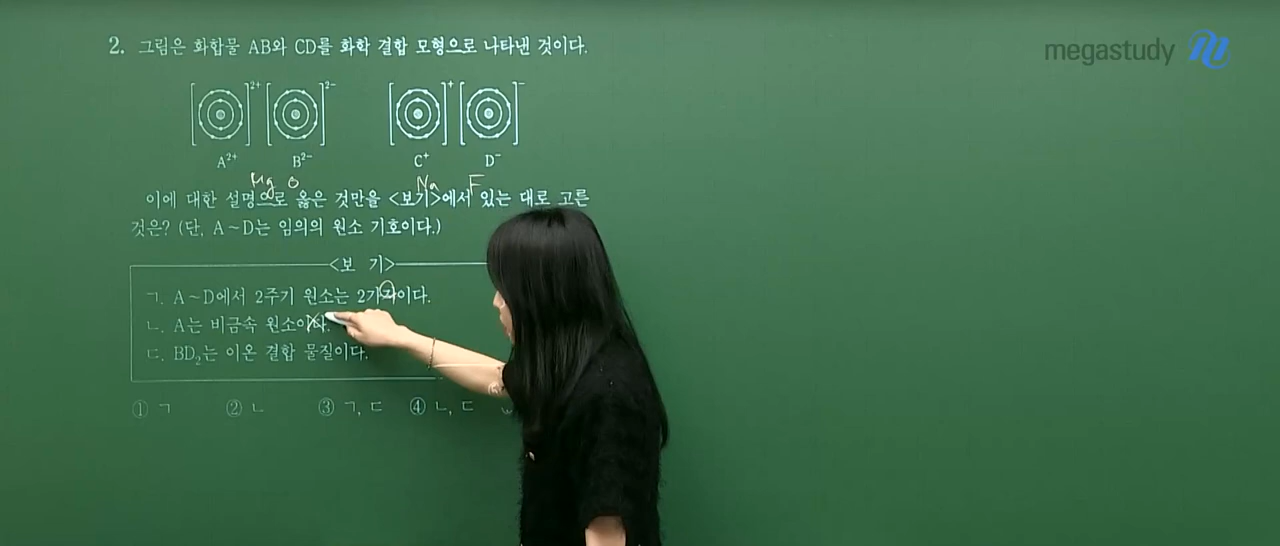 2. 그림은 화합물 AB와 CD를 화학 결합 모형으로 나타낸 것이다.
megastudy
2+ 2− + −
A²⁺ B²⁻ C⁺ D⁻
Mg O Na F
이에 대한 설명으로 옳은 것만을 <보기>에서 있는 대로 고른
것은? (단, A~D는 임의의 원소 기호이다.)
<보 기>
ㄱ. A~D에서 2주기 원소는 2가지이다.
ㄴ. A는 비금속 원소이다.
ㄷ. BD₂는 이온 결합 물질이다.
① ㄱ ② ㄴ ③ ㄱ, ㄷ ④ ㄴ, ㄷ